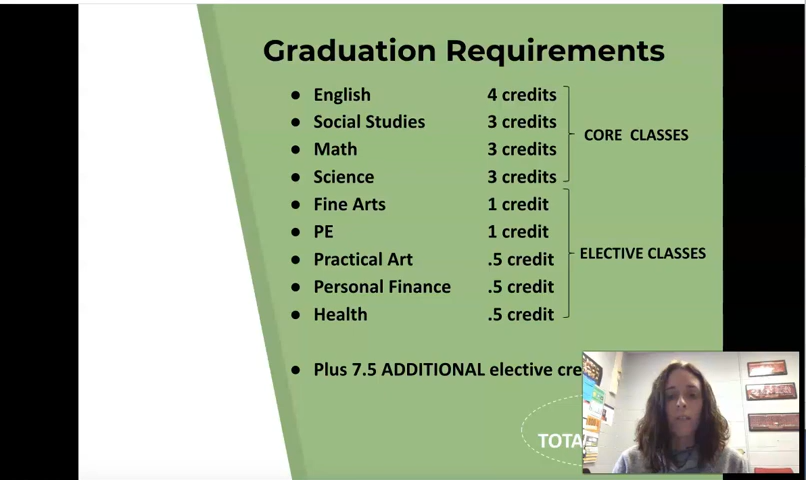 Graduation Requirements
● English 4 credits
● Social Studies 3 credits
● Math 3 credits
CORE CLASSES
● Science 3 credits
● Fine Arts 1 credit
● PE 1 credit
● Practical Art .5 credit
ELECTIVE CLASSES
● Personal Finance .5 credit
● Health .5 credit
● Plus 7.5 ADDITIONAL elective cre
TOTA